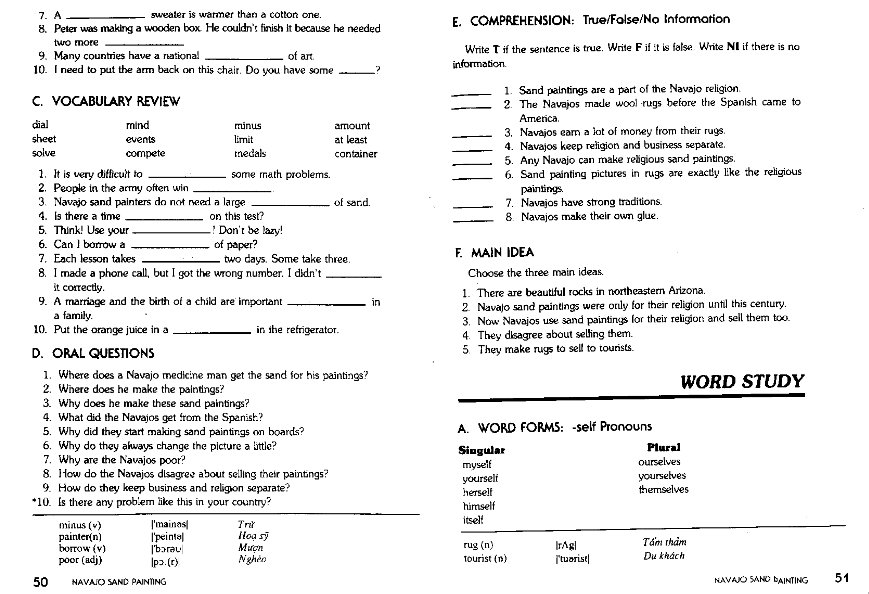 7. A ____________ sweater is warmer than a cotton one.
8. Peter was making a wooden box. He couldn't finish it because he needed
two more ____________
9. Many countries have a national ____________ of art.
10. I need to put the arm back on this chair. Do you have some ______?
C. VOCABULARY REVIEW
dial mind minus amount
sheet events limit at least
solve compete medals container
1. It is very difficult to ____________ some math problems.
2. People in the army often win ____________.
3. Navajo sand painters do not need a large ____________ of sand.
4. Is there a time ____________ on this test?
5. Think! Use your ____________! Don't be lazy!
6. Can I borrow a ____________ of paper?
7. Each lesson takes ____________ two days. Some take three.
8. I made a phone call, but I got the wrong number. I didn't ________
it correctly.
9. A marriage and the birth of a child are important ____________ in
a family.
10. Put the orange juice in a ____________ in the refrigerator.
D. ORAL QUESTIONS
1. Where does a Navajo medicine man get the sand for his paintings?
2. Where does he make the paintings?
3. Why does he make these sand paintings?
4. What did the Navajos get from the Spanish?
5. Why did they start making sand paintings on boards?
6. Why do they always change the picture a little?
7. Why are the Navajos poor?
8. How do the Navajos disagree about selling their paintings?
9. How do they keep business and religion separate?
*10. Is there any problem like this in your country?
minus (v) |'mainəs| Trừ
painter(n) |'peintə| Hoạ sỹ
borrow (v) |'bɔrəu| Mượn
poor (adj) |pɔ:(r)| Nghèo
50 NAVAJO SAND PAINTING
E. COMPREHENSION: True/False/No Information
Write T if the sentence is true. Write F if it is false. Write NI if there is no
information.
______ 1. Sand paintings are a part of the Navajo religion.
______ 2. The Navajos made wool rugs before the Spanish came to
America.
______ 3. Navajos earn a lot of money from their rugs.
______ 4. Navajos keep religion and business separate.
______ 5. Any Navajo can make religious sand paintings.
______ 6. Sand painting pictures in rugs are exactly like the religious
paintings.
______ 7. Navajos have strong traditions.
______ 8. Navajos make their own glue.
F. MAIN IDEA
Choose the three main ideas.
1. There are beautiful rocks in northeastern Arizona.
2. Navajo sand paintings were only for their religion until this century.
3. Now Navajos use sand paintings for their religion and sell them too.
4. They disagree about selling them.
5. They make rugs to sell to tourists.
WORD STUDY
A. WORD FORMS: -self Pronouns
Singular Plural
myself ourselves
yourself yourselves
herself themselves
himself
itself
rug (n) |rʌg| Tấm thảm
tourist (n) |'tuərist| Du khách
NAVAJO SAND PAINTING 51